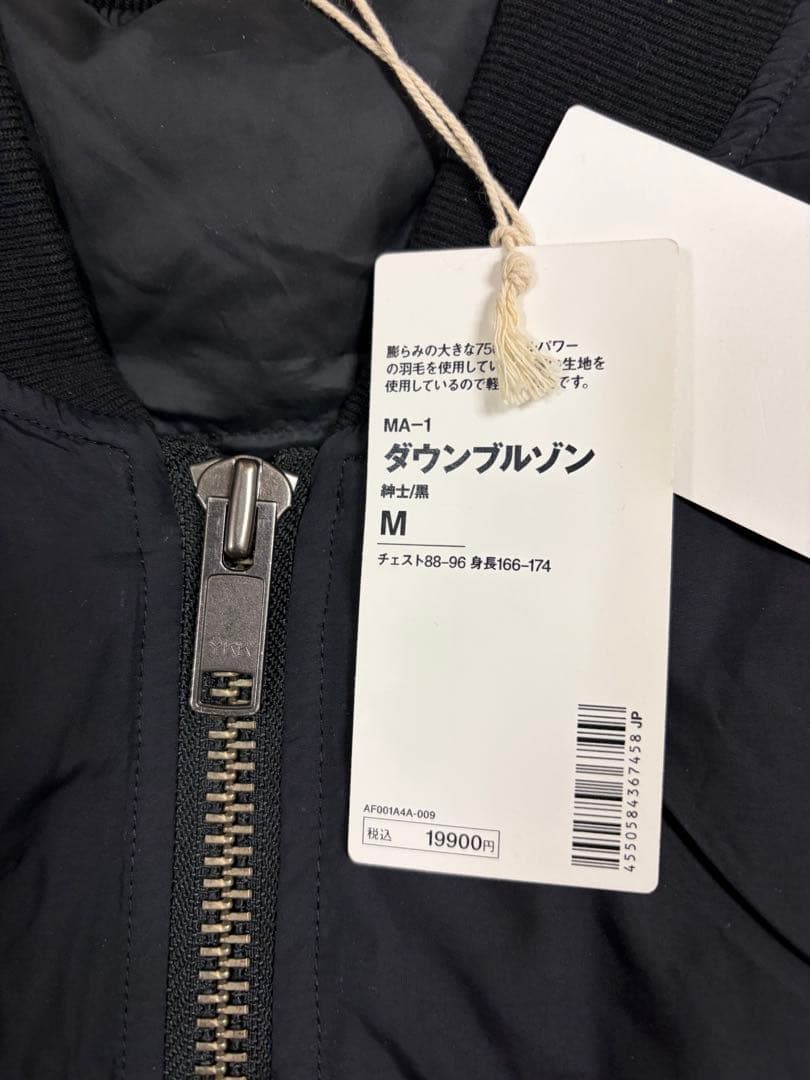 膨らみの大きな75 パワー
の羽毛を使用してい 生地を
使用しているので軽 です。
MA-1
ダウンブルゾン
紳士/黒
M
チェスト88-96 身長166-174
AF001A4A-009
税込 19900円
4550584367458 JP